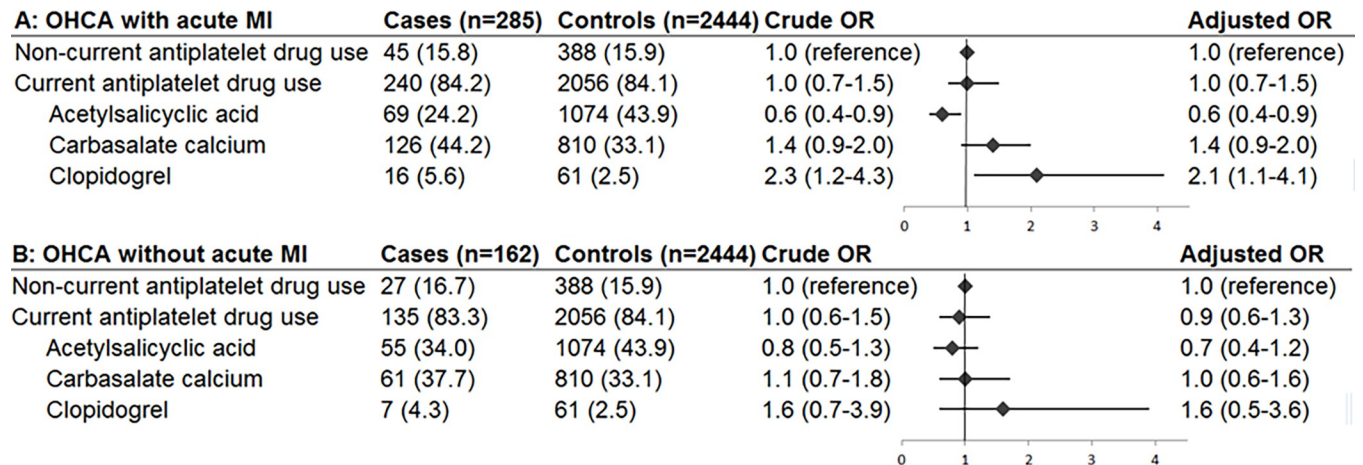 A: OHCA with acute MI Cases (n=285) Controls (n=2444) Crude OR Adjusted OR
Non-current antiplatelet drug use 45 (15.8) 388 (15.9) 1.0 (reference) 1.0 (reference)
Current antiplatelet drug use 240 (84.2) 2056 (84.1) 1.0 (0.7-1.5) 1.0 (0.7-1.5)
Acetylsalicyclic acid 69 (24.2) 1074 (43.9) 0.6 (0.4-0.9) 0.6 (0.4-0.9)
Carbasalate calcium 126 (44.2) 810 (33.1) 1.4 (0.9-2.0) 1.4 (0.9-2.0)
Clopidogrel 16 (5.6) 61 (2.5) 2.3 (1.2-4.3) 2.1 (1.1-4.1)
0 1 2 3 4
B: OHCA without acute MI Cases (n=162) Controls (n=2444) Crude OR Adjusted OR
Non-current antiplatelet drug use 27 (16.7) 388 (15.9) 1.0 (reference) 1.0 (reference)
Current antiplatelet drug use 135 (83.3) 2056 (84.1) 1.0 (0.6-1.5) 0.9 (0.6-1.3)
Acetylsalicyclic acid 55 (34.0) 1074 (43.9) 0.8 (0.5-1.3) 0.7 (0.4-1.2)
Carbasalate calcium 61 (37.7) 810 (33.1) 1.1 (0.7-1.8) 1.0 (0.6-1.6)
Clopidogrel 7 (4.3) 61 (2.5) 1.6 (0.7-3.9) 1.6 (0.5-3.6)
0 1 2 3 4